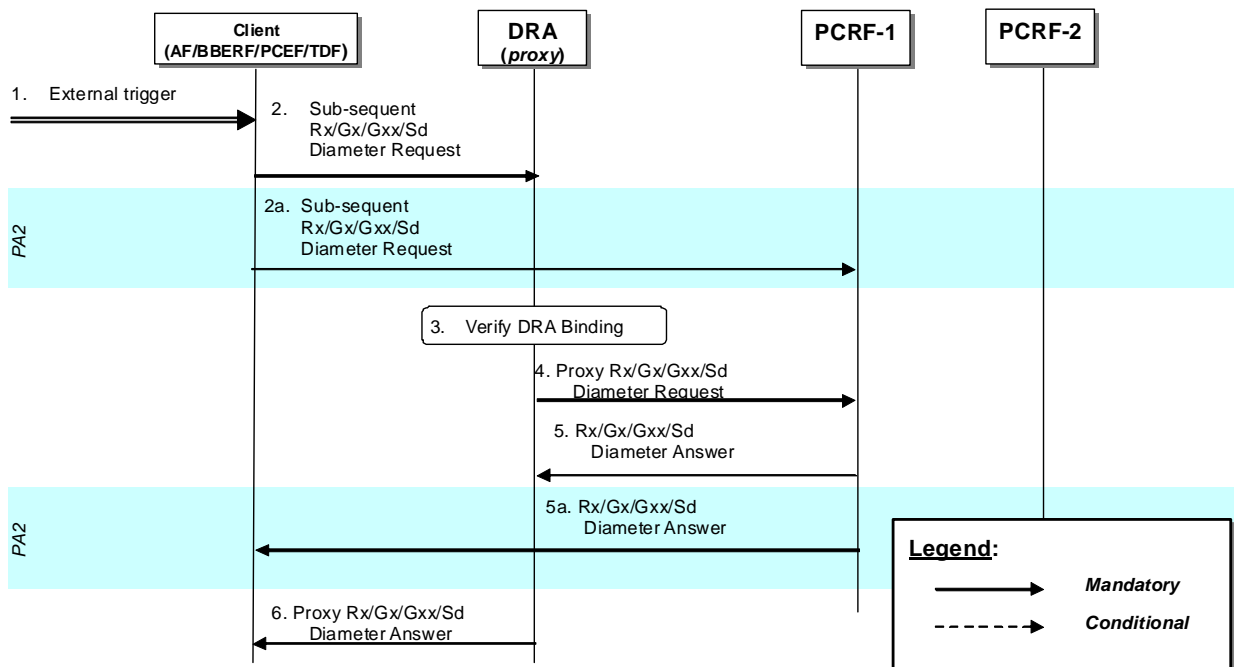 Client
(AF/BBERF/PCEF/TDF)
DRA
(proxy)
PCRF-1
PCRF-2
1. External trigger
2. Sub-sequent
Rx/Gx/Gxx/Sd
Diameter Request
PA2
2a. Sub-sequent
Rx/Gx/Gxx/Sd
Diameter Request
3. Verify DRA Binding
4. Proxy Rx/Gx/Gxx/Sd
Diameter Request
5. Rx/Gx/Gxx/Sd
Diameter Answer
PA2
5a. Rx/Gx/Gxx/Sd
Diameter Answer
6. Proxy Rx/Gx/Gxx/Sd
Diameter Answer
Legend:
Mandatory
Conditional